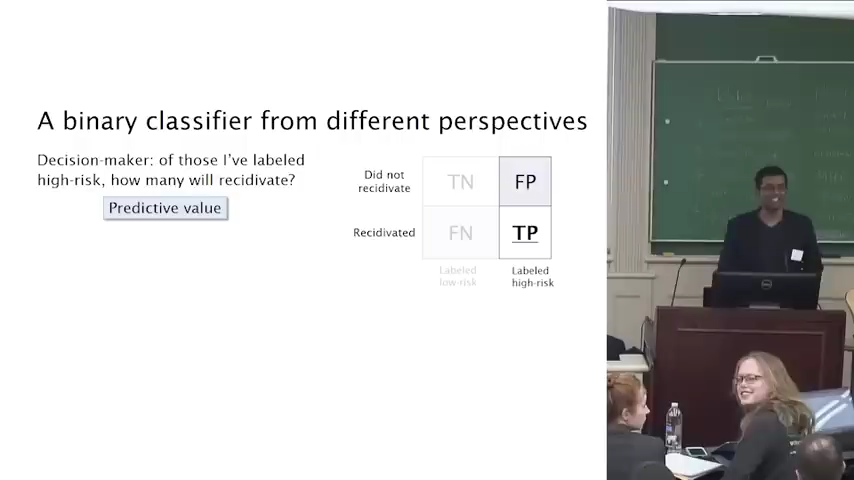 A binary classifier from different perspectives
Decision-maker: of those I've labeled
high-risk, how many will recidivate?
Predictive value
Did not
recidivate
TN
FP
Recidivated
FN
TP
Labeled
low-risk
Labeled
high-risk
DELL